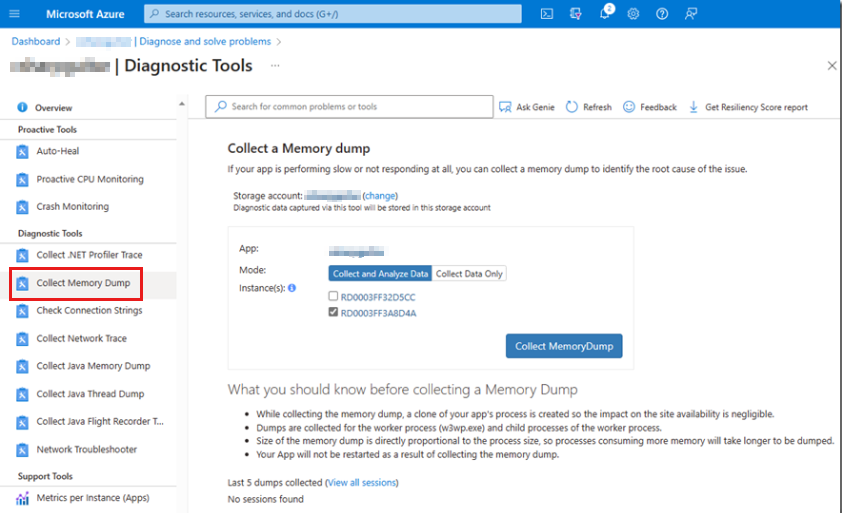 Microsoft Azure
Search resources, services, and docs (G+/)
2
Dashboard > | Diagnose and solve problems >
| Diagnostic Tools ...
Overview
Proactive Tools
Auto-Heal
Proactive CPU Monitoring
Crash Monitoring
Diagnostic Tools
Collect .NET Profiler Trace
Collect Memory Dump
Check Connection Strings
Collect Network Trace
Collect Java Memory Dump
Collect Java Thread Dump
Collect Java Flight Recorder T...
Network Troubleshooter
Support Tools
Metrics per Instance (Apps)
Search for common problems or tools
Ask Genie
Refresh
Feedback
Get Resiliency Score report
Collect a Memory dump
If your app is performing slow or not responding at all, you can collect a memory dump to identify the root cause of the issue.
Storage account: (change)
Diagnostic data captured via this tool will be stored in this storage account
App:
Mode: Collect and Analyze Data Collect Data Only
Instance(s):
RD0003FF32D5CC
RD0003FF3A8D4A
Collect MemoryDump
What you should know before collecting a Memory Dump
• While collecting the memory dump, a clone of your app's process is created so the impact on the site availability is negligible.
• Dumps are collected for the worker process (w3wp.exe) and child processes of the worker process.
• Size of the memory dump is directly proportional to the process size, so processes consuming more memory will take longer to be dumped.
• Your App will not be restarted as a result of collecting the memory dump.
Last 5 dumps collected (View all sessions)
No sessions found